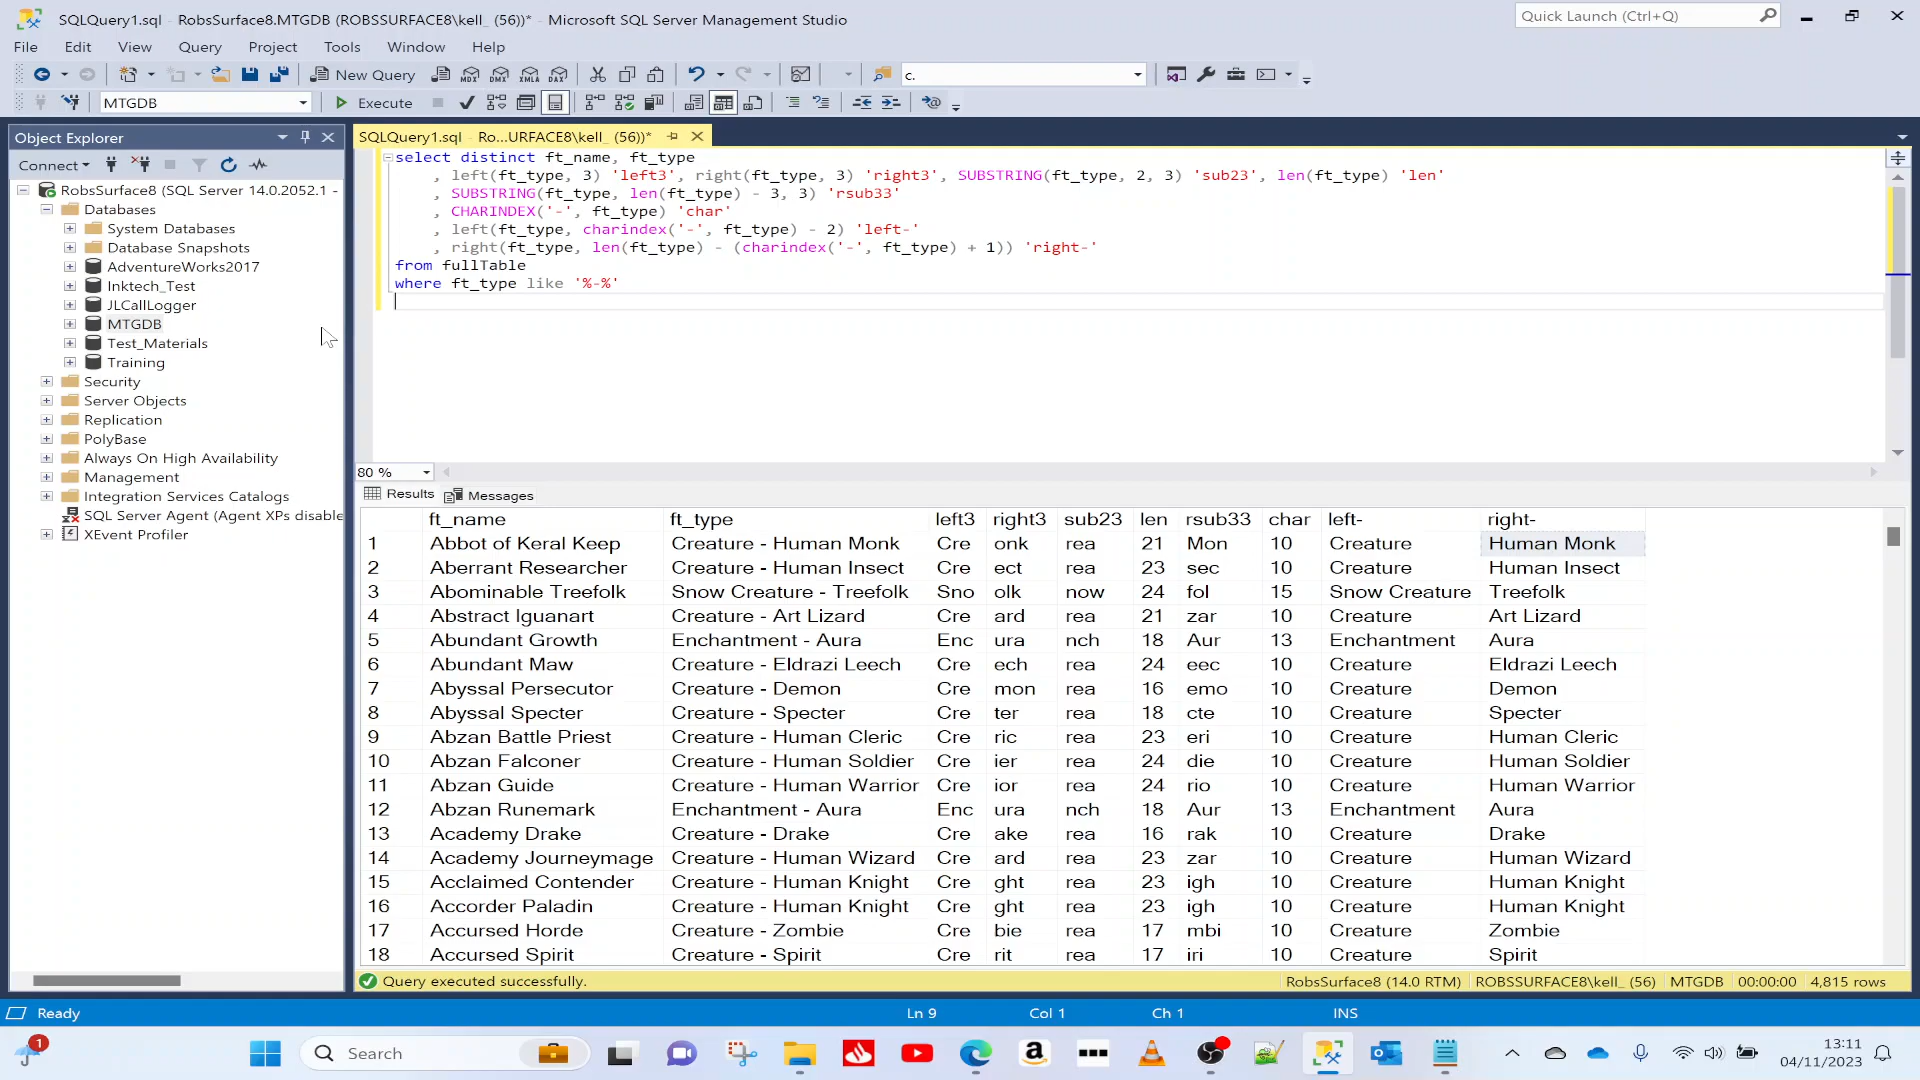 SQLQuery1.sql - RobsSurface8.MTGDB (ROBSSURFACE8\kell_ (56))* - Microsoft SQL Server Management Studio
Quick Launch (Ctrl+Q)
File Edit View Query Project Tools Window Help
New Query MDX DMX XMLA DAX c.
MTGDB Execute
Object Explorer
SQLQuery1.sql - Ro...URFACE8\kell_ (56))*
Connect
RobsSurface8 (SQL Server 14.0.2052.1 -
Databases
System Databases
Database Snapshots
AdventureWorks2017
Inktech_Test
JLCallLogger
MTGDB
Test_Materials
Training
Security
Server Objects
Replication
PolyBase
Always On High Availability
Management
Integration Services Catalogs
SQL Server Agent (Agent XPs disable
XEvent Profiler
select distinct ft_name, ft_type
, left(ft_type, 3) 'left3', right(ft_type, 3) 'right3', SUBSTRING(ft_type, 2, 3) 'sub23', len(ft_type) 'len'
, SUBSTRING(ft_type, len(ft_type) - 3, 3) 'rsub33'
, CHARINDEX('-', ft_type) 'char'
, left(ft_type, charindex('-', ft_type) - 2) 'left-'
, right(ft_type, len(ft_type) - (charindex('-', ft_type) + 1)) 'right-'
from fullTable
where ft_type like '%-%'
80 %
Results Messages
ft_name ft_type left3 right3 sub23 len rsub33 char left- right-
1 Abbot of Keral Keep Creature - Human Monk Cre onk rea 21 Mon 10 Creature Human Monk
2 Aberrant Researcher Creature - Human Insect Cre ect rea 23 sec 10 Creature Human Insect
3 Abominable Treefolk Snow Creature - Treefolk Sno olk now 24 fol 15 Snow Creature Treefolk
4 Abstract Iguanart Creature - Art Lizard Cre ard rea 21 zar 10 Creature Art Lizard
5 Abundant Growth Enchantment - Aura Enc ura nch 18 Aur 13 Enchantment Aura
6 Abundant Maw Creature - Eldrazi Leech Cre ech rea 24 eec 10 Creature Eldrazi Leech
7 Abyssal Persecutor Creature - Demon Cre mon rea 16 emo 10 Creature Demon
8 Abyssal Specter Creature - Specter Cre ter rea 18 cte 10 Creature Specter
9 Abzan Battle Priest Creature - Human Cleric Cre ric rea 23 eri 10 Creature Human Cleric
10 Abzan Falconer Creature - Human Soldier Cre ier rea 24 die 10 Creature Human Soldier
11 Abzan Guide Creature - Human Warrior Cre ior rea 24 rio 10 Creature Human Warrior
12 Abzan Runemark Enchantment - Aura Enc ura nch 18 Aur 13 Enchantment Aura
13 Academy Drake Creature - Drake Cre ake rea 16 rak 10 Creature Drake
14 Academy Journeymage Creature - Human Wizard Cre ard rea 23 zar 10 Creature Human Wizard
15 Acclaimed Contender Creature - Human Knight Cre ght rea 23 igh 10 Creature Human Knight
16 Accorder Paladin Creature - Human Knight Cre ght rea 23 igh 10 Creature Human Knight
17 Accursed Horde Creature - Zombie Cre bie rea 17 mbi 10 Creature Zombie
18 Accursed Spirit Creature - Spirit Cre rit rea 17 iri 10 Creature Spirit
Query executed successfully. RobsSurface8 (14.0 RTM) ROBSSURFACE8\kell_ (56) MTGDB 00:00:00 4,815 rows
Ready Ln 9 Col 1 Ch 1 INS
1 Search 13:11
04/11/2023